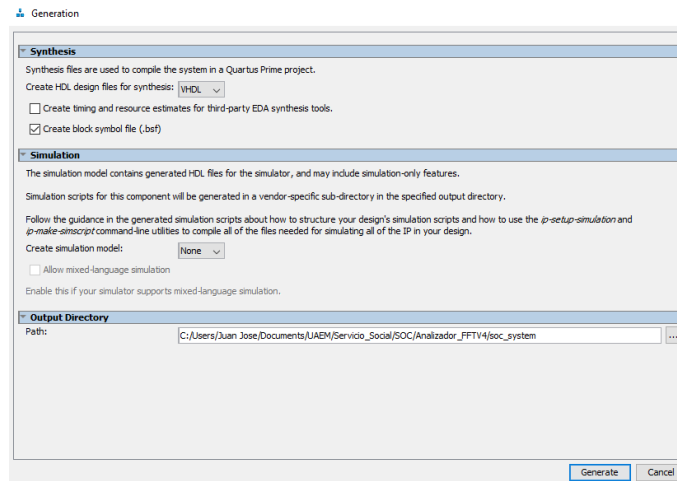 Generation
Synthesis
Synthesis files are used to compile the system in a Quartus Prime project.
Create HDL design files for synthesis: VHDL
Create timing and resource estimates for third-party EDA synthesis tools.
Create block symbol file (.bsf)
Simulation
The simulation model contains generated HDL files for the simulator, and may include simulation-only features.
Simulation scripts for this component will be generated in a vendor-specific sub-directory in the specified output directory.
Follow the guidance in the generated simulation scripts about how to structure your design's simulation scripts and how to use the ip-setup-simulation and
ip-make-simscript command-line utilities to compile all of the files needed for simulating all of the IP in your design.
Create simulation model: None
Allow mixed-language simulation
Enable this if your simulator supports mixed-language simulation.
Output Directory
Path: C:/Users/Juan Jose/Documents/UAEM/Servicio_Social/SOC/Analizador_FFTV4/soc_system ...
Generate Cancel